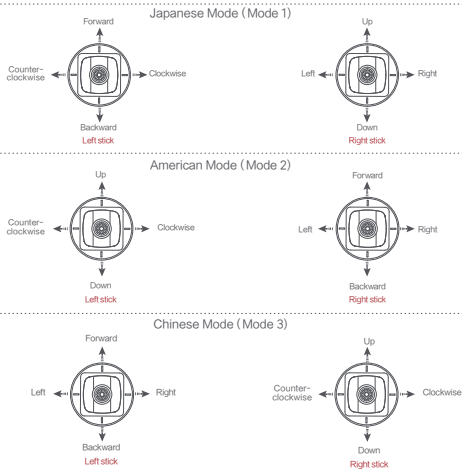 Japanese Mode (Mode 1)
Forward
Counter-
clockwise
Clockwise
Backward
Left stick
Up
Left
Right
Down
Right stick
American Mode (Mode 2)
Up
Counter-
clockwise
Clockwise
Down
Left stick
Forward
Left
Right
Backward
Right stick
Chinese Mode (Mode 3)
Forward
Left
Right
Backward
Left stick
Up
Counter-
clockwise
Clockwise
Down
Right stick